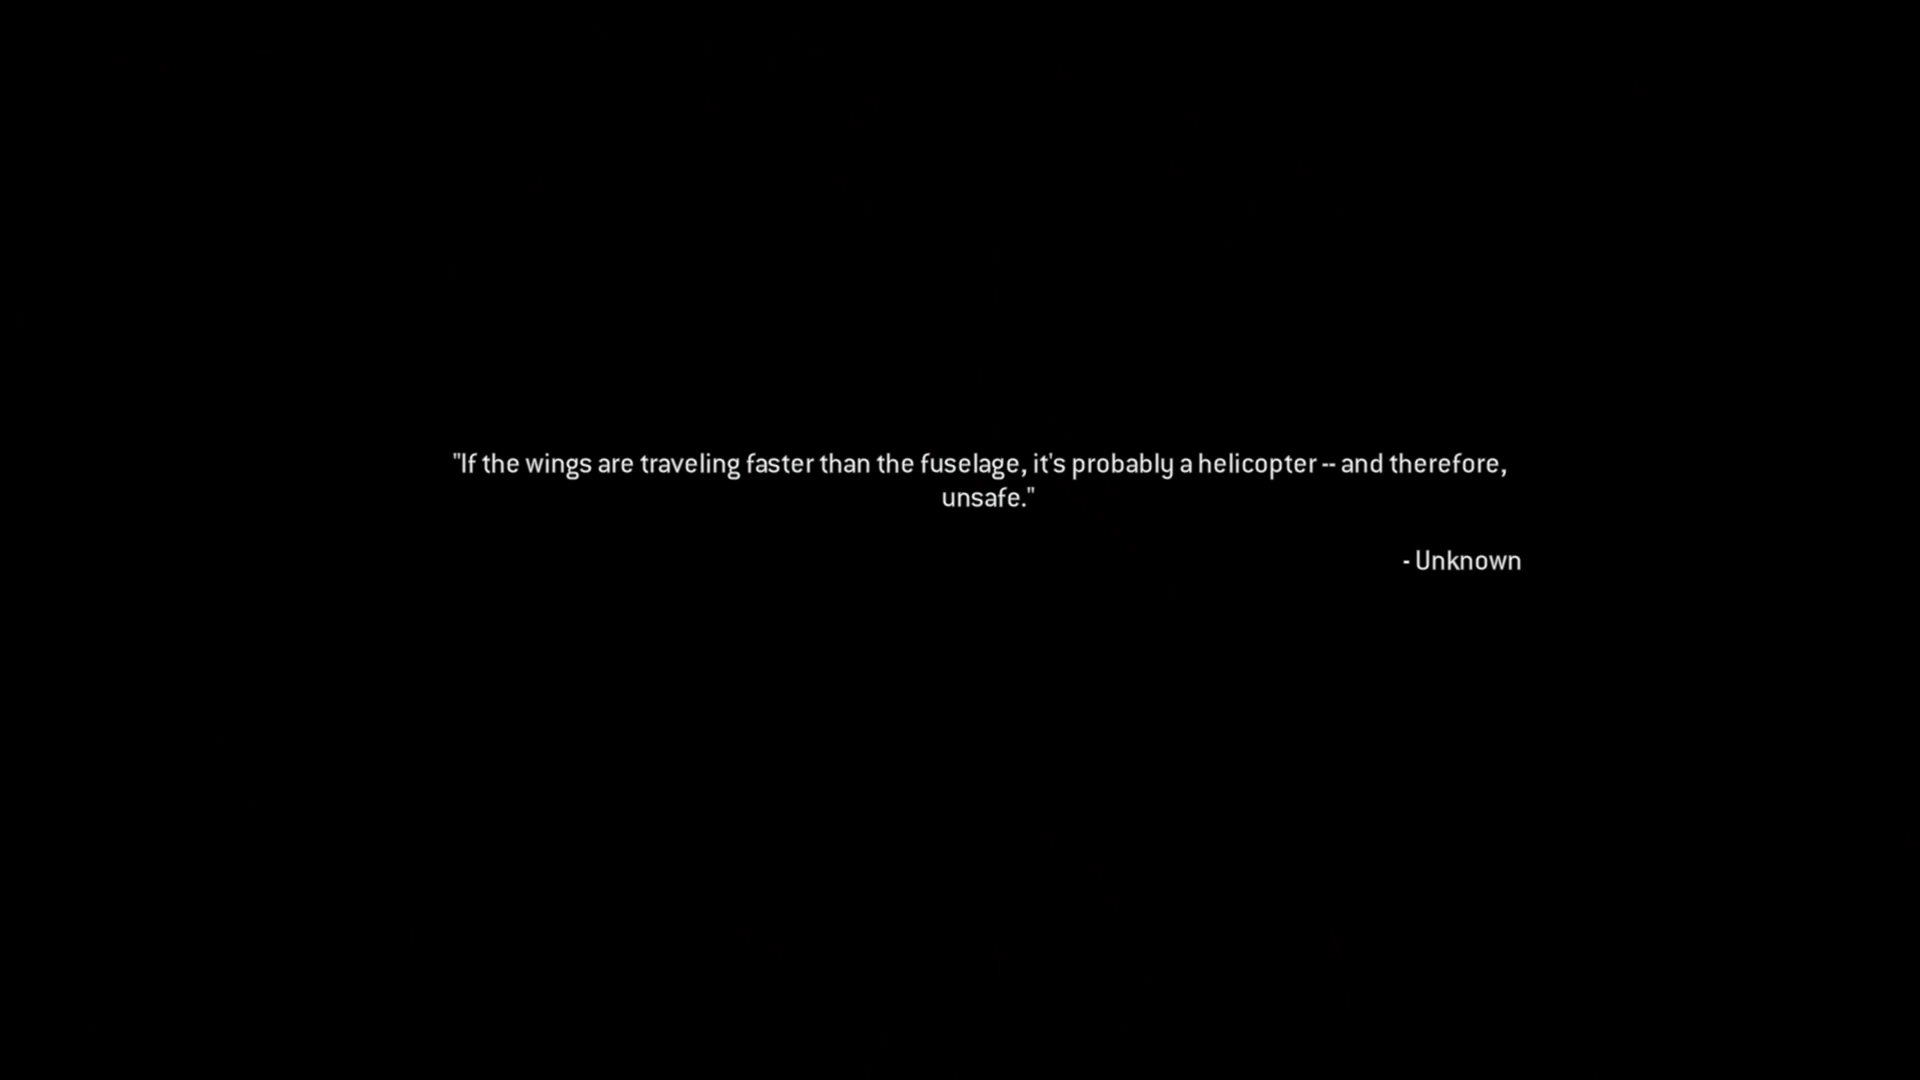 "If the wings are traveling faster than the fuselage, it's probably a helicopter -- and therefore,
unsafe."
- Unknown